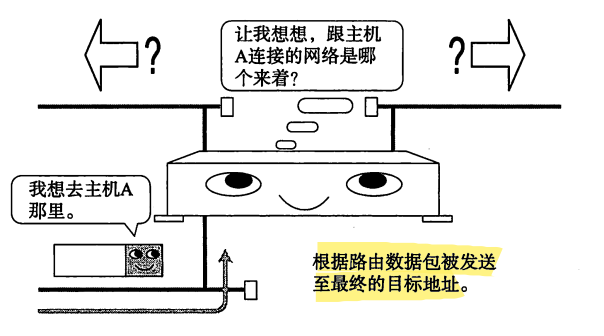 让我想想，跟主机
A连接的网络是哪
个来着？
?
?
我想去主机A
那里。
根据路由数据包被发送
至最终的目标地址。